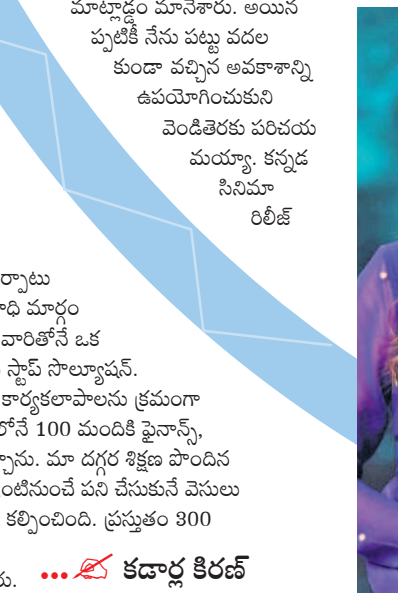 మాట్లాడ్డం మానేశారు. అయిన
ప్పటికీ నేను పట్టు వదల
కుండా వచ్చిన అవకాశాన్ని
ఉపయోగించుకుని
వెండితెరకు పరిచయ
మయ్యా. కన్నడ
సినిమా
రిలీజ్
ర్పాటు
మార్గం
వారితోనే ఒక
స్టాప్ సొల్యూషన్.
కార్యకలాపాలను క్రమంగా
లోనే 100 మందికి ఫైనాన్స్,
మా దగ్గర శిక్షణ పొందిన
పని చేసుకునే వెసులు
కల్పించింది. ప్రస్తుతం 300
... కడార్ల కిరణ్